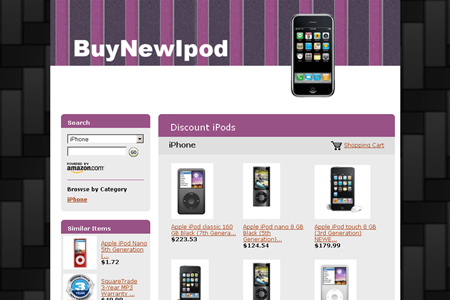 BuyNewIpod
Search
iPhone
GO
POWERED BY
amazon.com
Browse by Category
iPhone
Similar Items
Apple iPod Nano
5th Generation
(...
$1.72
SquareTrade
3-Year MP3
Warranty
Discount iPods
iPhone
Shopping Cart
Apple iPod classic 160
GB Black (7th Genera...
$223.53
Apple iPod nano 8 GB
Black (5th
Generation)...
$124.54
Apple iPod touch 8 GB
(3rd Generation)
NEWE...
$179.99